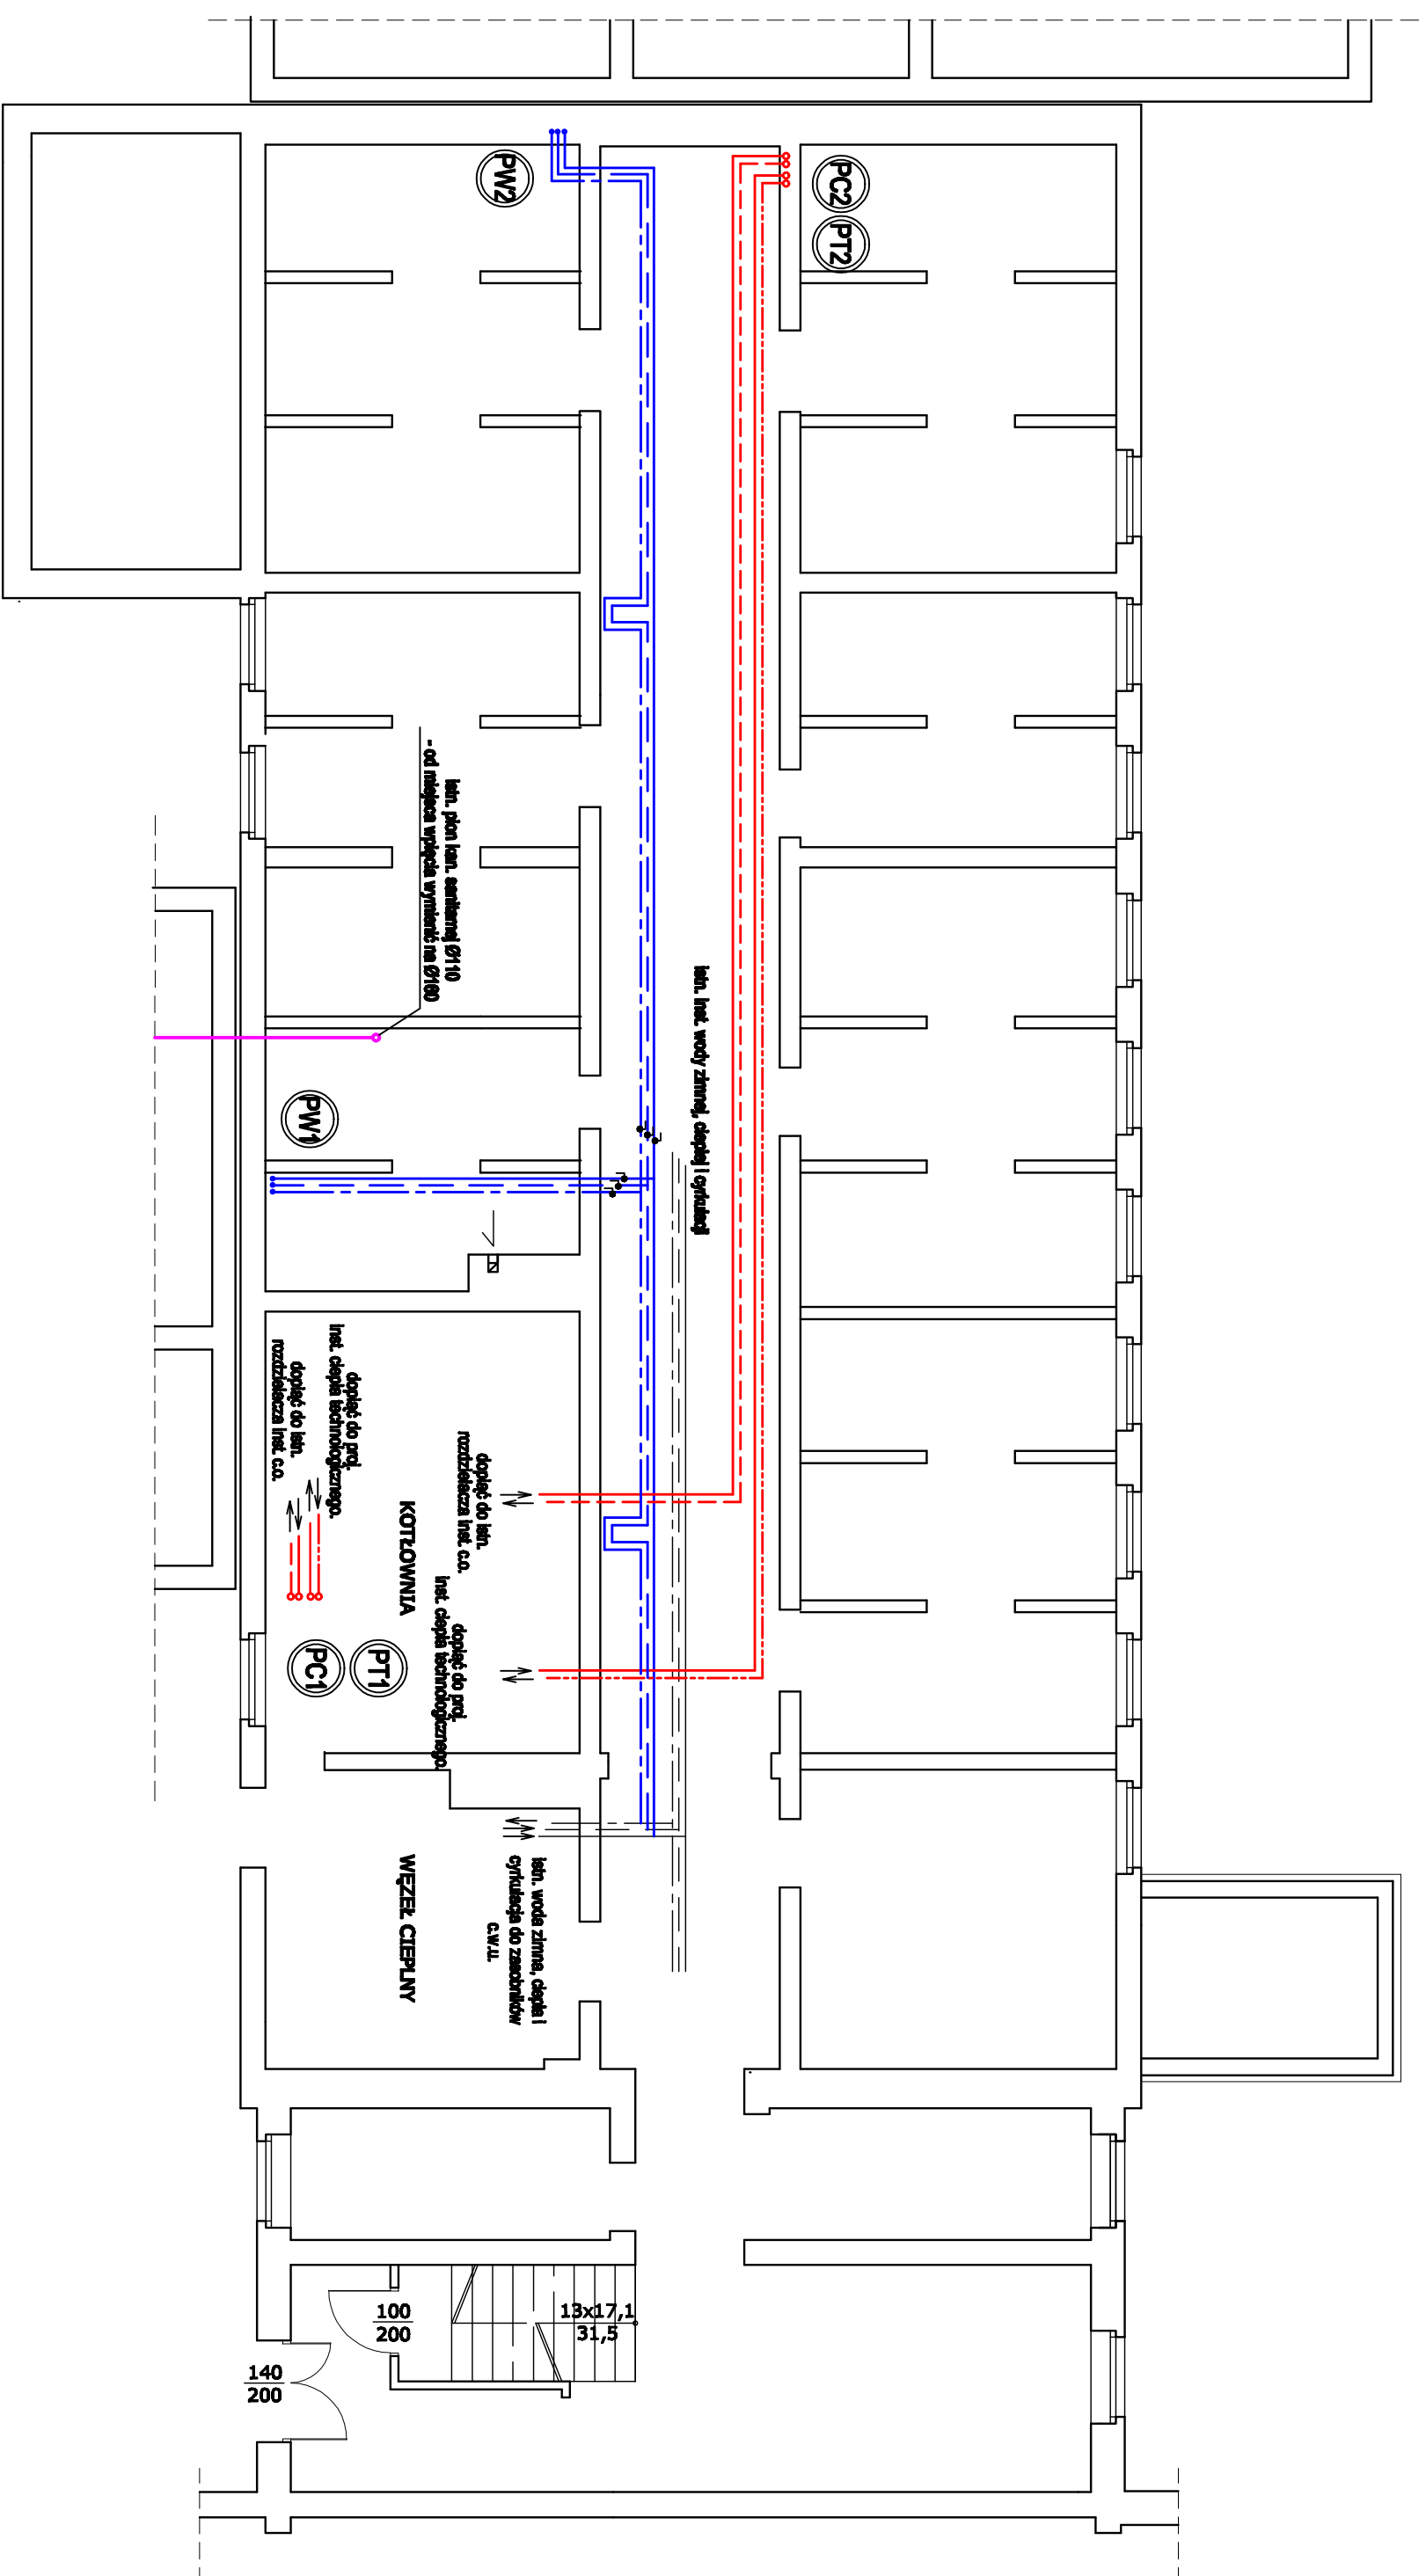 PW2
PC2
PT2
istn. pion kan. sanitarnej Ø110
- od miejsca wpięcia wymienić na Ø160
istn. inst. wody zimnej, ciepłej i cyrkulacji
PW1
dopiąć do proj.
inst. ciepła technologicznego.
dopiąć do istn.
rozdzielacza inst. c.o.
dopiąć do istn.
rozdzielacza inst. c.o.
KOTŁOWNIA
dopiąć do proj.
inst. ciepła technologicznego.
PT1
PC1
istn. woda zimna, ciepła i
cyrkulacja do zasobników
c.w.u.
WĘZEŁ CIEPLNY
13x17,1
31,5
100
200
140
200